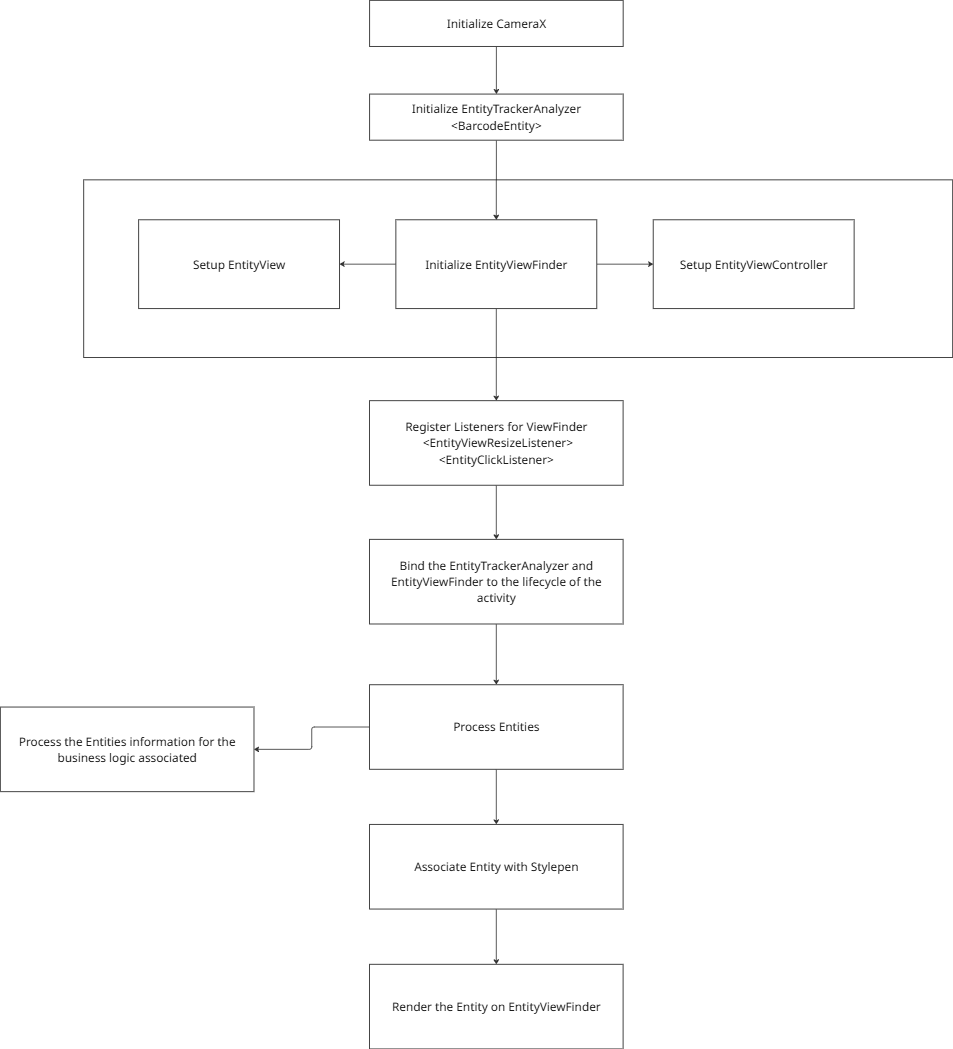 Initialize CameraX
Initialize EntityTrackerAnalyzer
<BarcodeEntity>
Setup EntityView
Initialize EntityViewFinder
Setup EntityViewController
Register Listeners for ViewFinder
<EntityViewResizeListener>
<EntityClickListener>
Bind the EntityTrackerAnalyzer and
EntityViewFinder to the lifecycle of the
activity
Process Entities
Process the Entities information for the
business logic associated
Associate Entity with Stylepen
Render the Entity on EntityViewFinder